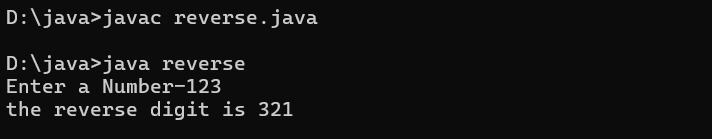 D:\java>javac reverse.java
D:\java>java reverse
Enter a Number-123
the reverse digit is 321